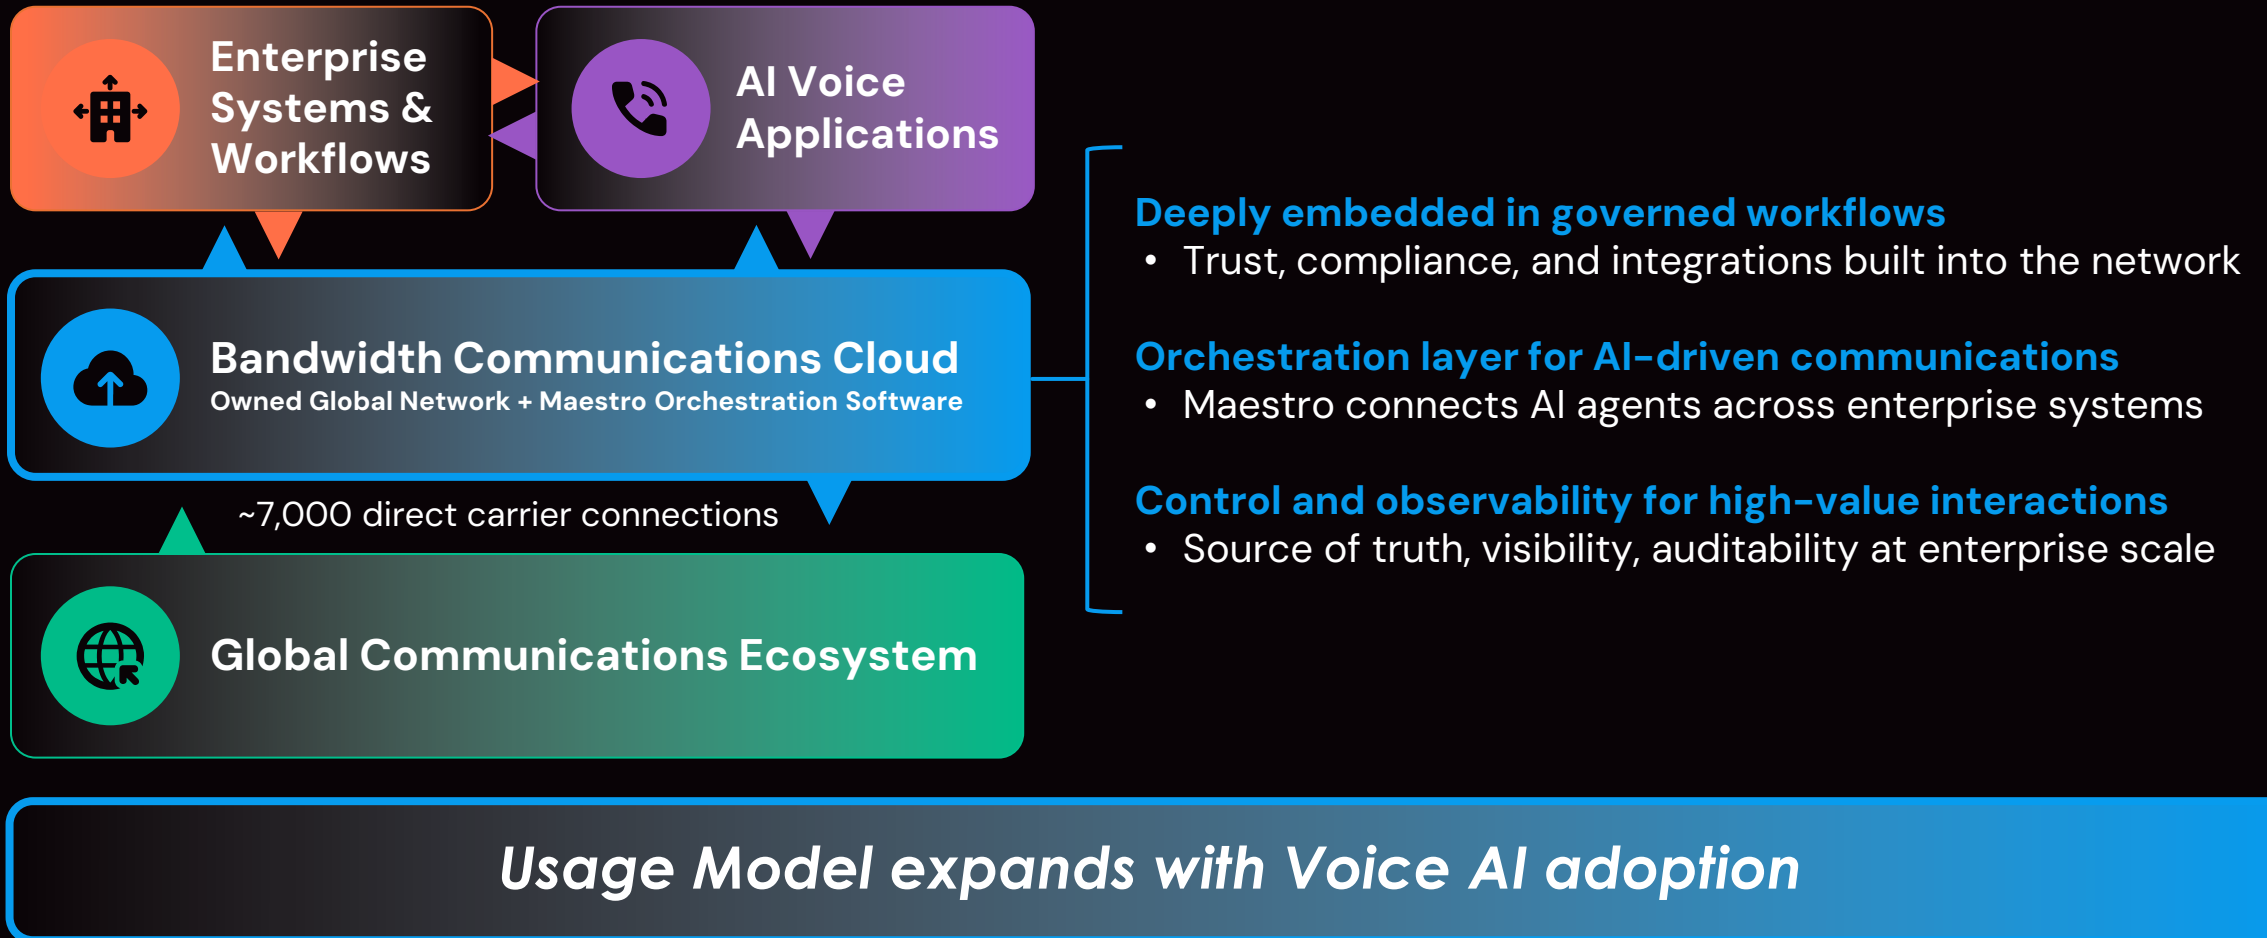 Enterprise
Systems &
Workflows
AI Voice
Applications
Bandwidth Communications Cloud
Owned Global Network + Maestro Orchestration Software
~7,000 direct carrier connections
Global Communications Ecosystem
Deeply embedded in governed workflows
• Trust, compliance, and integrations built into the network
Orchestration layer for AI-driven communications
• Maestro connects AI agents across enterprise systems
Control and observability for high-value interactions
• Source of truth, visibility, auditability at enterprise scale
Usage Model expands with Voice AI adoption